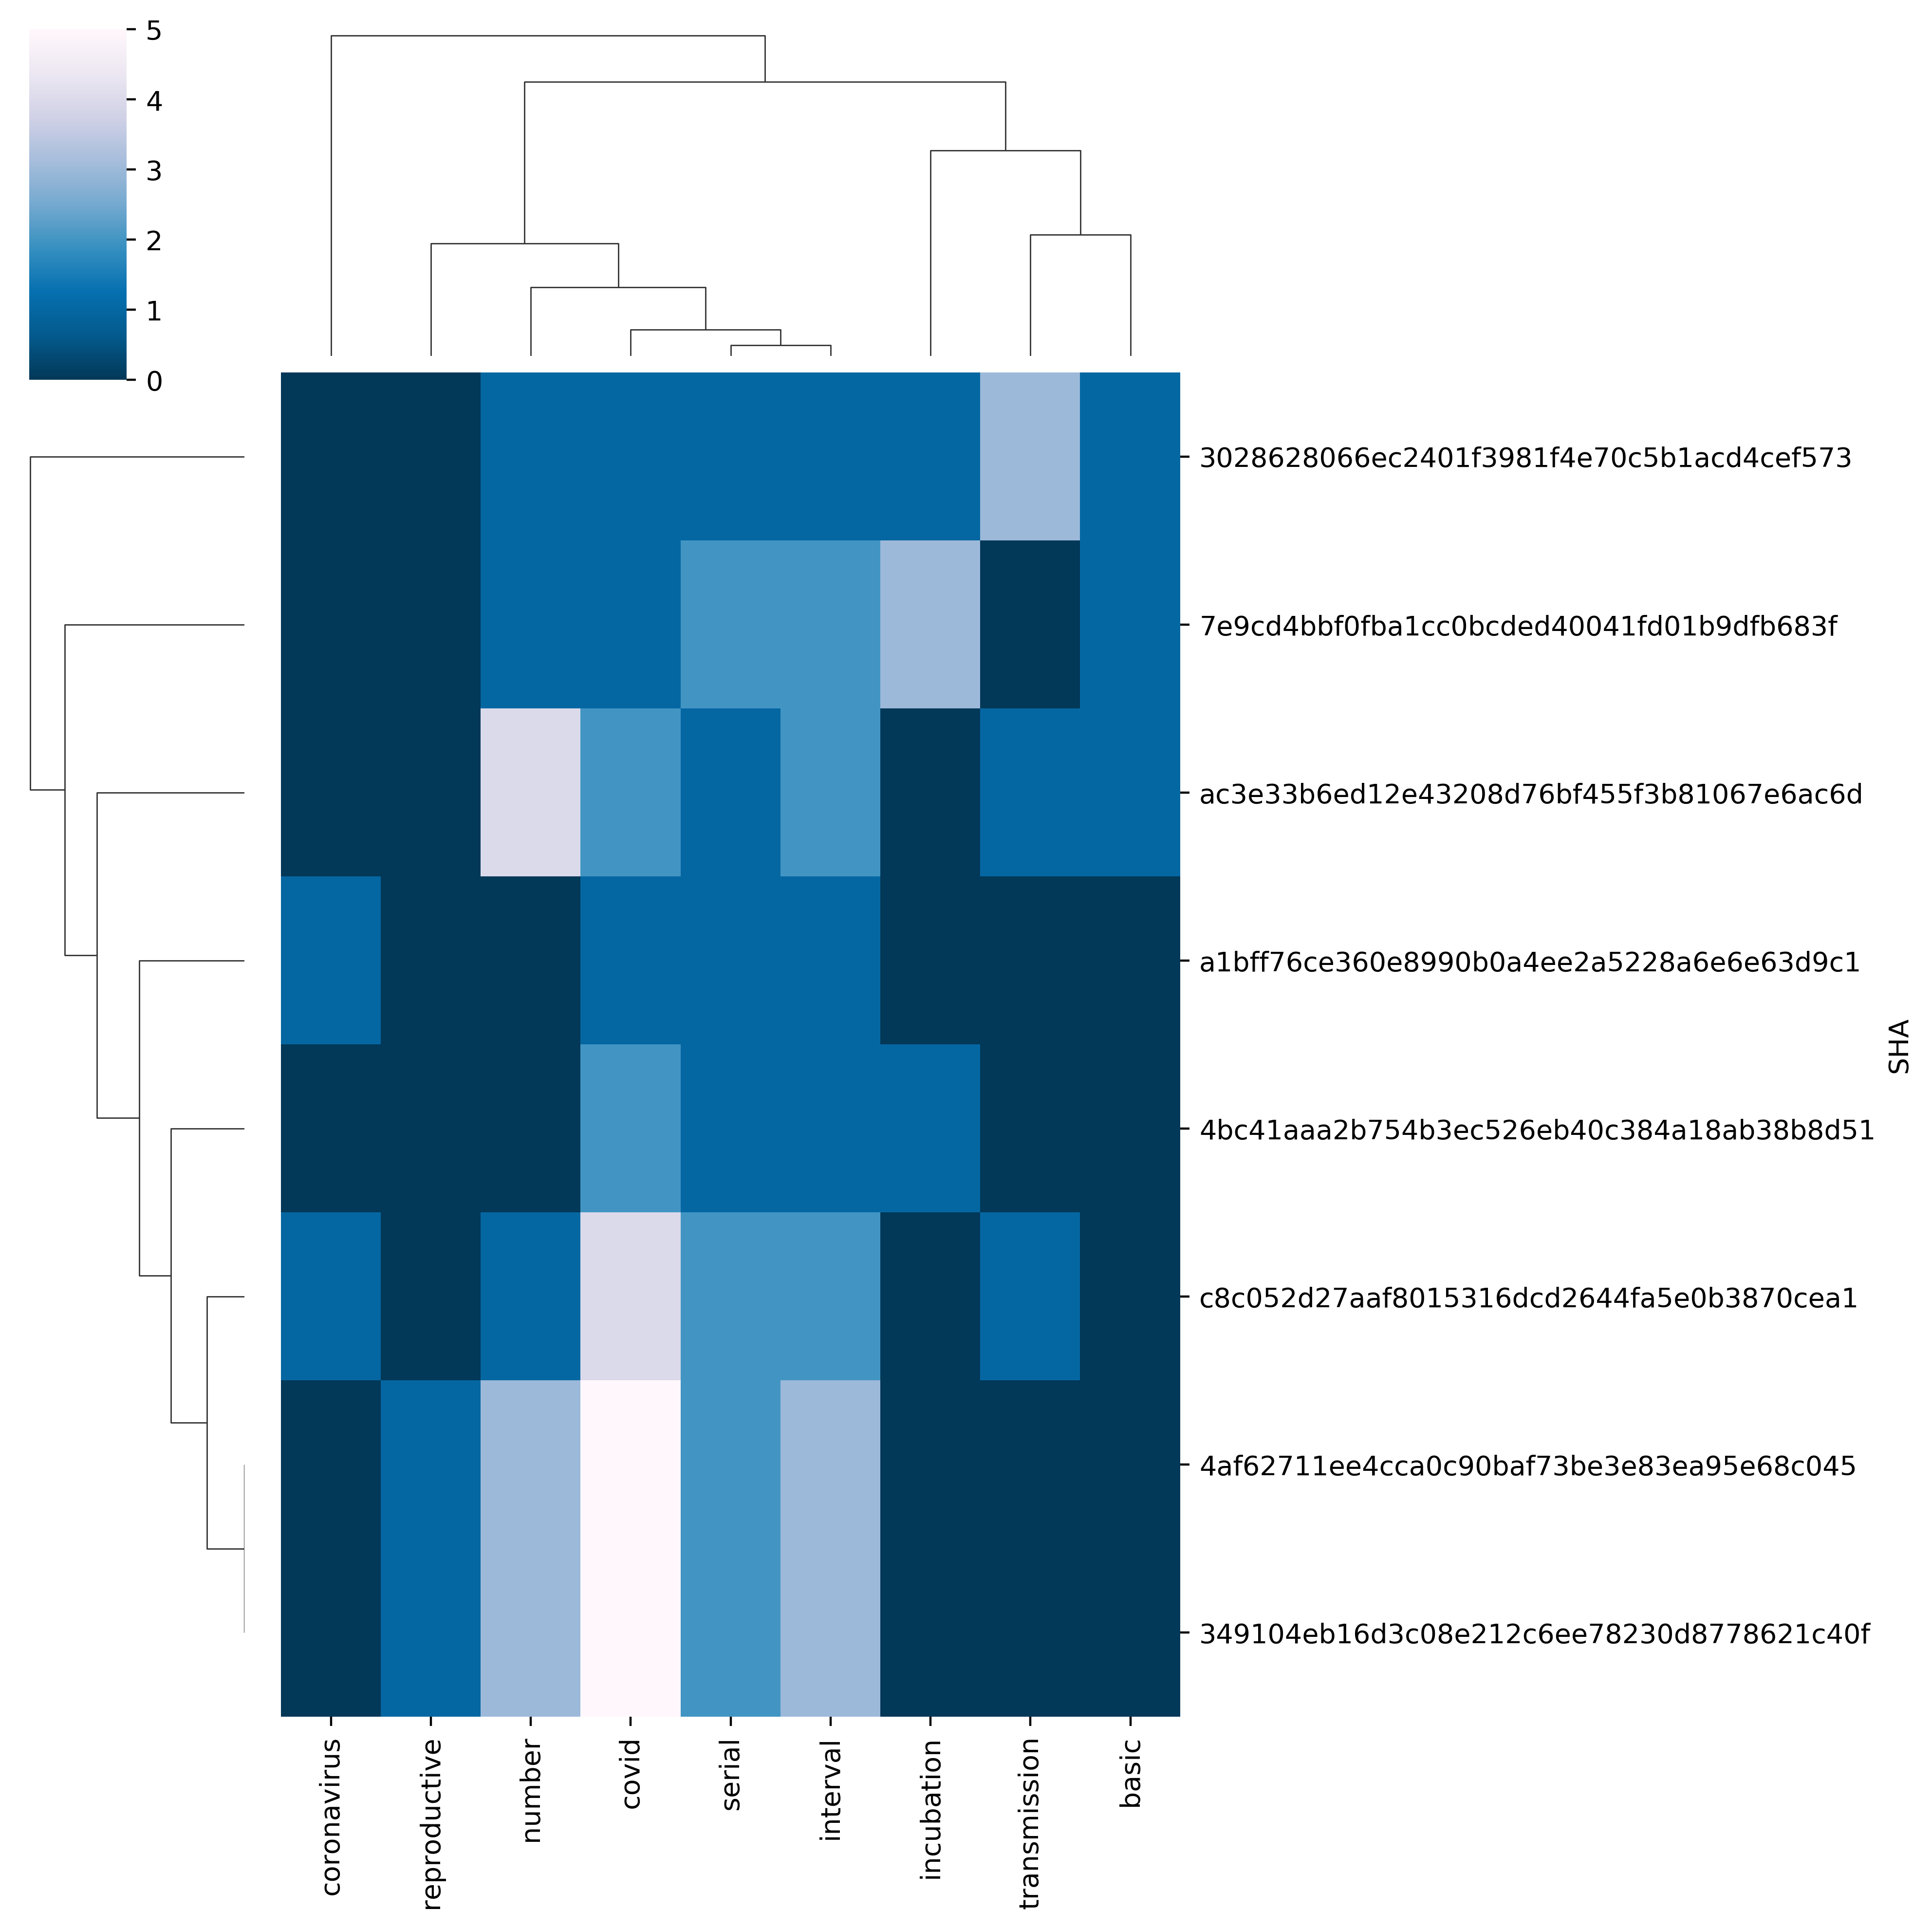 5
4
3
2
1
0
3028628066ec2401f3981f4e70c5b1acd4cef573
7e9cd4bbf0fba1cc0bcded40041fd01b9dfb683f
ac3e33b6ed12e43208d76bf455f3b81067e6ac6d
a1bff76ce360e8990b0a4ee2a5228a6e6e63d9c1
4bc41aaa2b754b3ec526eb40c384a18ab38b8d51
c8c052d27aaf8015316dcd2644fa5e0b3870cea1
4af62711ee4cca0c90baf73be3e83ea95e68c045
349104eb16d3c08e212c6ee78230d8778621c40f
SHA
coronavirus
reproductive
number
covid
serial
interval
incubation
transmission
basic